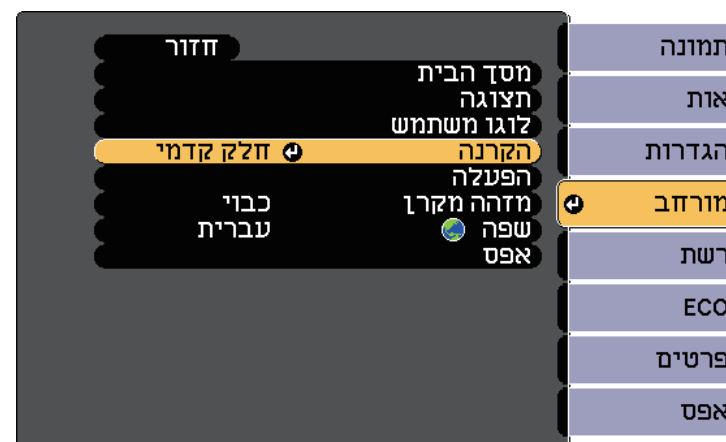 תמונה
אות
הגדרות
מורחב
רשת
ECO
פרטים
אפס
חזור
מסך הבית
תצוגה
לוגו משתמש
הקרנה חלק קדמי
הפעלה
מזהה מקרן כבוי
שפה עברית
אפס